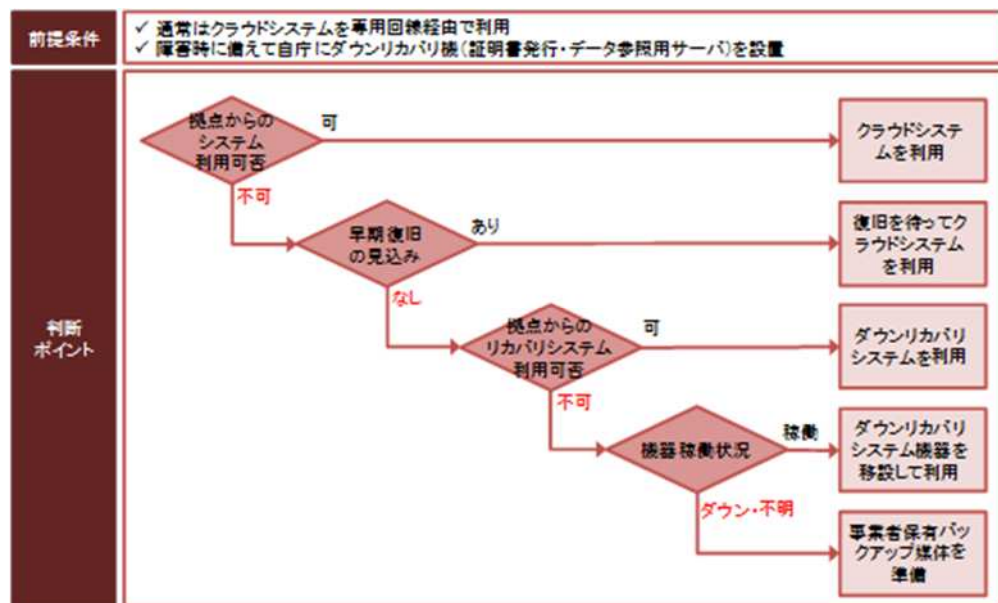 前提条件
✓ 通常はクラウドシステムを専用回線経由で利用
✓ 障害時に備えて自庁にダウンリカバリ機(証明書発行・データ参照用サーバ)を設置
判断
ポイント
拠点からの
システム
利用可否
可
クラウドシステ
ムを利用
不可
早期復旧
の見込み
あり
復旧を待ってク
ラウドシステム
を利用
なし
拠点からの
リカバリシステム
利用可否
可
ダウンリカバリ
システムを利用
不可
機器稼働状況
稼働
ダウンリカバリ
システム機器を
移設して利用
ダウン・不明
事業者保有バッ
クアップ媒体を
準備